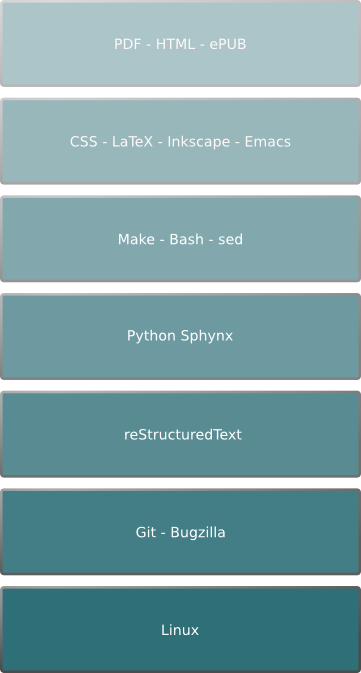 PDF - HTML - ePUB
CSS - LaTeX - Inkscape - Emacs
Make - Bash - sed
Python Sphynx
reStructuredText
Git - Bugzilla
Linux